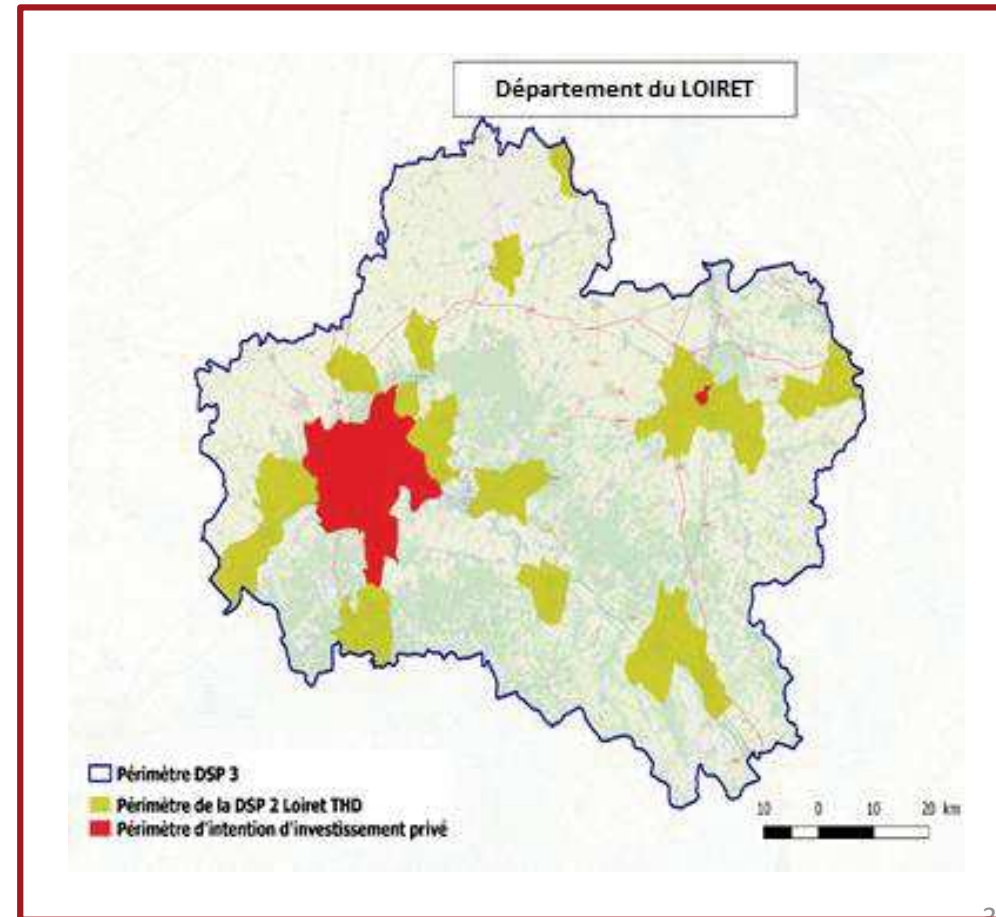 Département du LOIRET
Périmètre DSP 3
Périmètre de la DSP 2 Loiret THD
Périmètre d'intention d'investissement privé
10 0 10 20 km